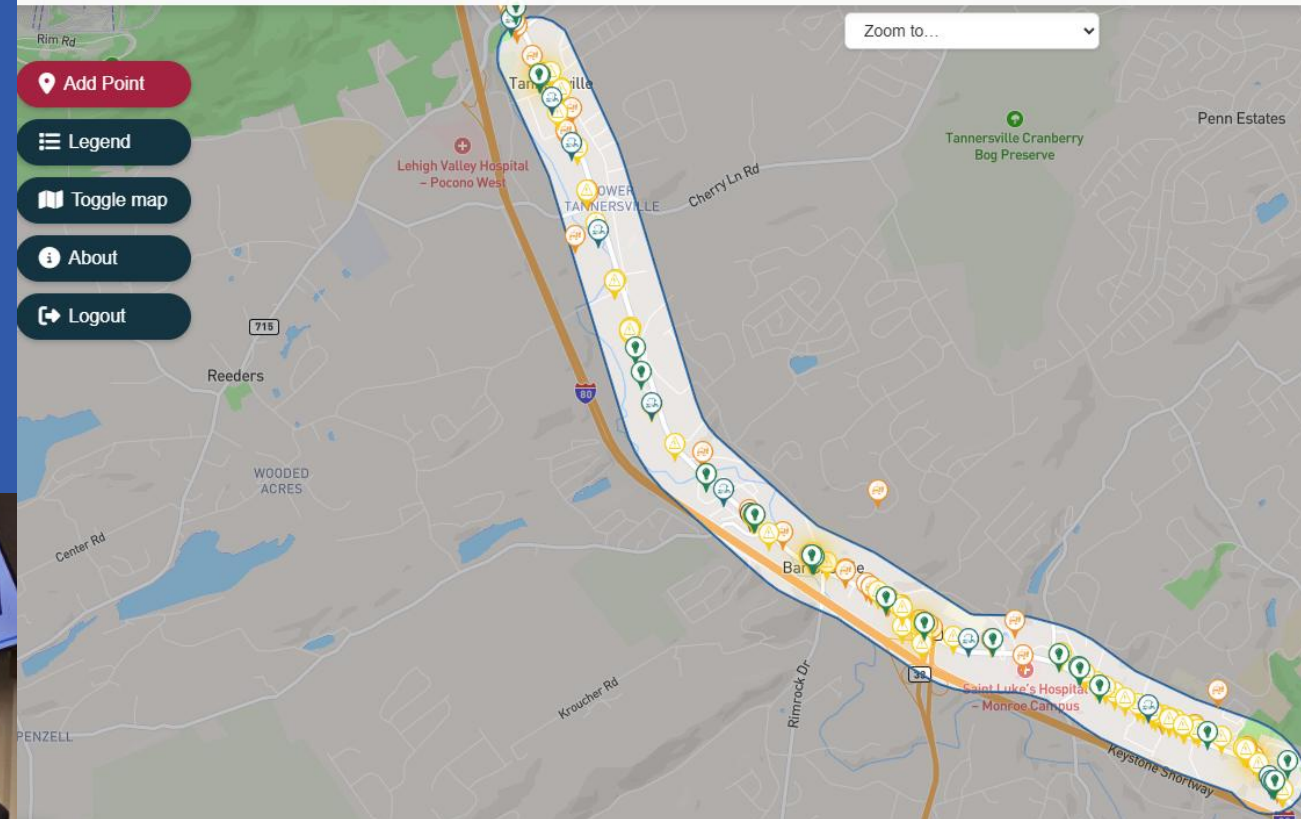 Zoom to...
Rim Rd
Add Point
Legend
Toggle map
About
Logout
Lehigh Valley Hospital
– Pocono West
TANNERSVILLE
Cherry Ln Rd
Tannersville Cranberry
Bog Preserve
Penn Estates
715
Reeders
80
WOODED
ACRES
Center Rd
Kroucher Rd
Rimrock Dr
Saint Luke's Hospital
– Monroe Campus
Keystone Shortway
PENZELL